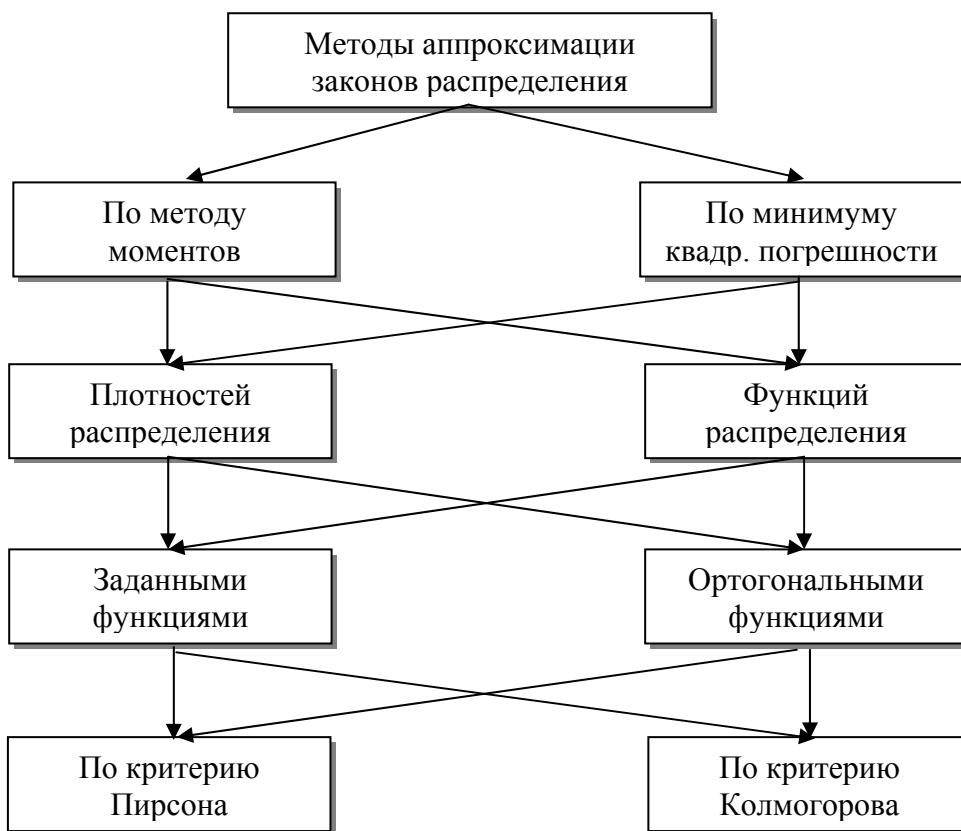 Методы аппроксимации
законов распределения
По методу
моментов
По минимуму
квадр. погрешности
Плотностей
распределения
Функций
распределения
Заданными
функциями
Ортогональными
функциями
По критерию
Пирсона
По критерию
Колмогорова